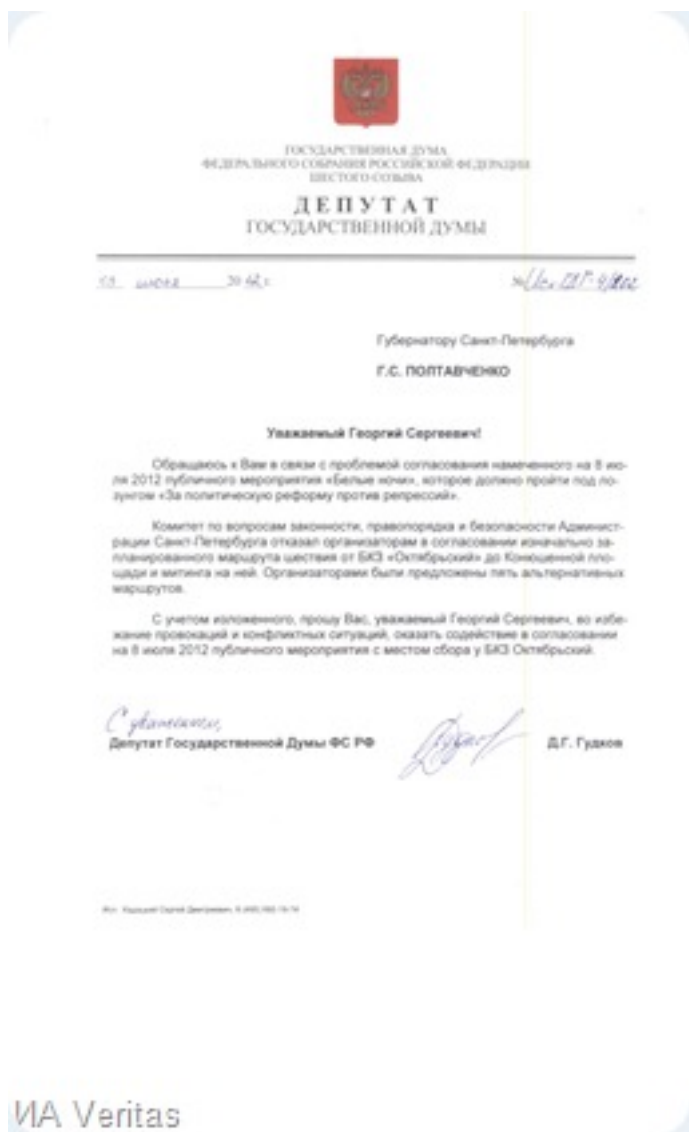 ГОСУДАРСТВЕННАЯ ДУМА
ФЕДЕРАЛЬНОГО СОБРАНИЯ РОССИЙСКОЙ ФЕДЕРАЦИИ
ШЕСТОГО СОЗЫВА
ДЕПУТАТ
ГОСУДАРСТВЕННОЙ ДУМЫ
2012 г. №
Губернатору Санкт-Петербурга
Г.С. ПОЛТАВЧЕНКО
Уважаемый Георгий Сергеевич!
Обращаюсь к Вам в связи с проблемой согласования намеченного на 8 ию-
ля 2012 публичного мероприятия «Белые ночи», которое должно пройти под ло-
зунгом «За политическую реформу против репрессий».
Комитет по вопросам законности, правопорядка и безопасности Админист-
рации Санкт-Петербурга отказал организаторам в согласовании изначально за-
планированного маршрута шествия от БКЗ «Октябрьский» до Конюшенной пло-
щади и митинга на ней. Организаторами были предложены пять альтернативных
маршрутов.
С учетом изложенного, прошу Вас, уважаемый Георгий Сергеевич, во избе-
жание провокаций и конфликтных ситуаций, оказать содействие в согласовании
на 8 июля 2012 публичного мероприятия с местом сбора у БКЗ Октябрьский.
С уважением,
Депутат Государственной Думы ФС РФ Д.Г. Гудков
ИА Veritas